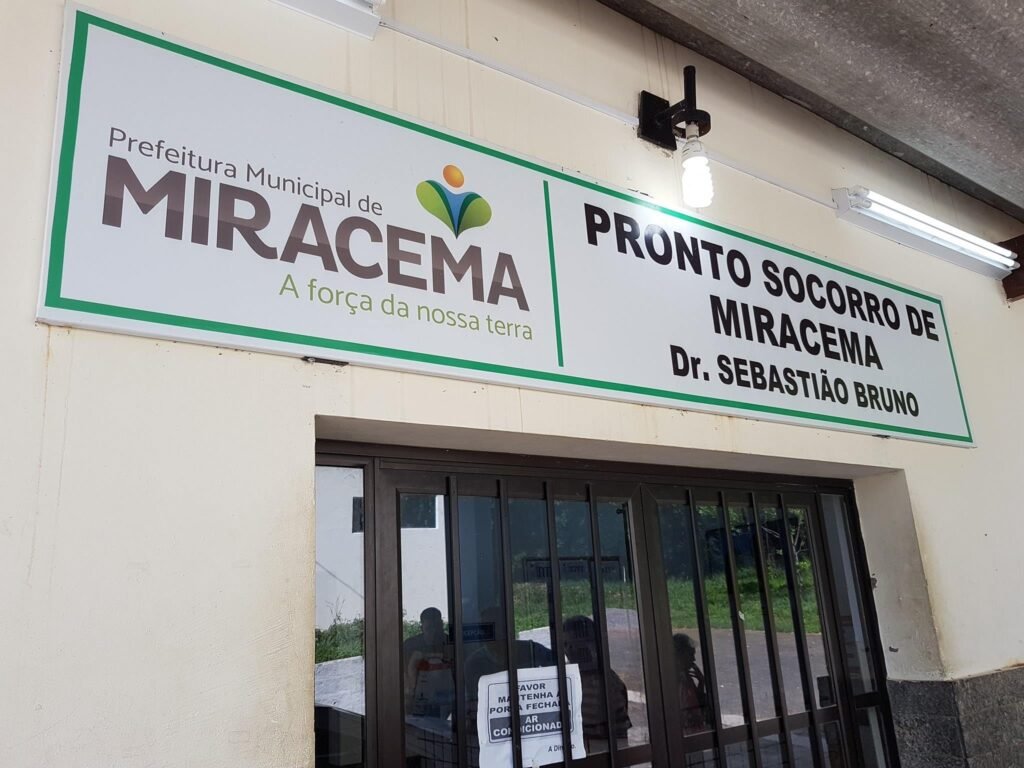 Prefeitura Municipal de
MIRACEMA
A força da nossa terra
PRONTO SOCORRO DE
MIRACEMA
Dr. SEBASTIÃO BRUNO
FAVOR
MANTENHA A
PORTA FECHADA
AR
CONDICIONADO